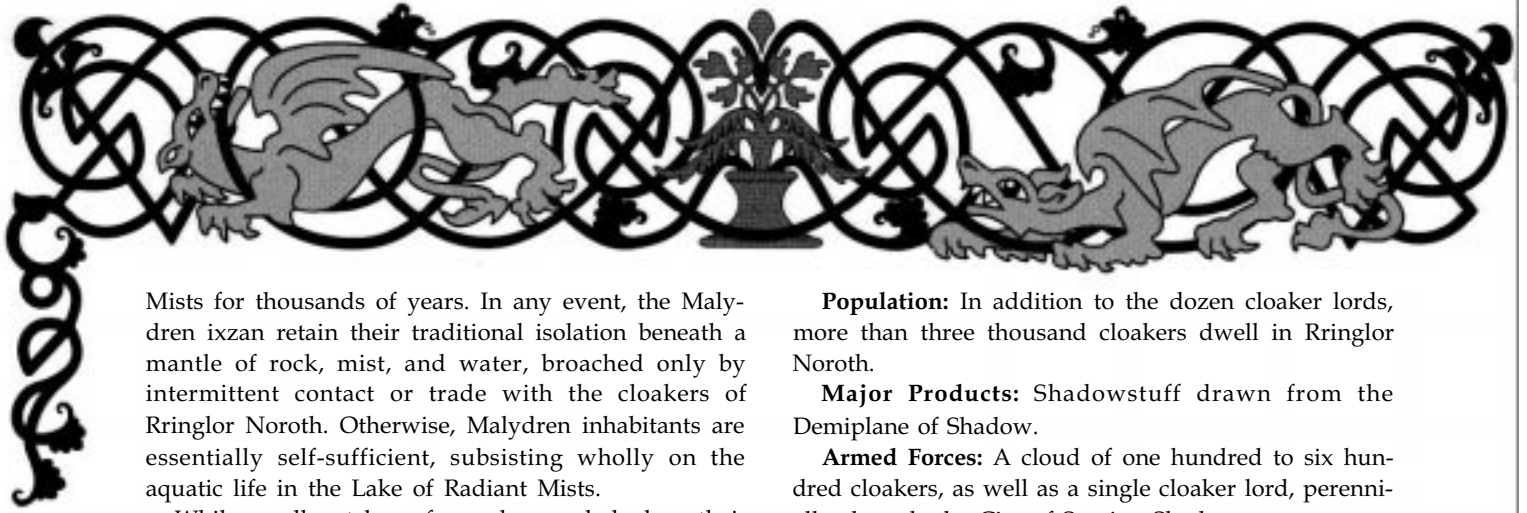 Mists for thousands of years. In any event, the Maly-
dren ixzan retain their traditional isolation beneath a
mantle of rock, mist, and water, broached only by
intermittent contact or trade with the cloakers of
Rringlor Noroth. Otherwise, Malydren inhabitants are
essentially self-sufficient, subsisting wholly on the
aquatic life in the Lake of Radiant Mists.
Population: In addition to the dozen cloaker lords,
more than three thousand cloakers dwell in Rringlor
Noroth.
Major Products: Shadowstuff drawn from the
Demiplane of Shadow.
Armed Forces: A cloud of one hundred to six hun-
dred cloakers, as well as a single cloaker lord, perenni-